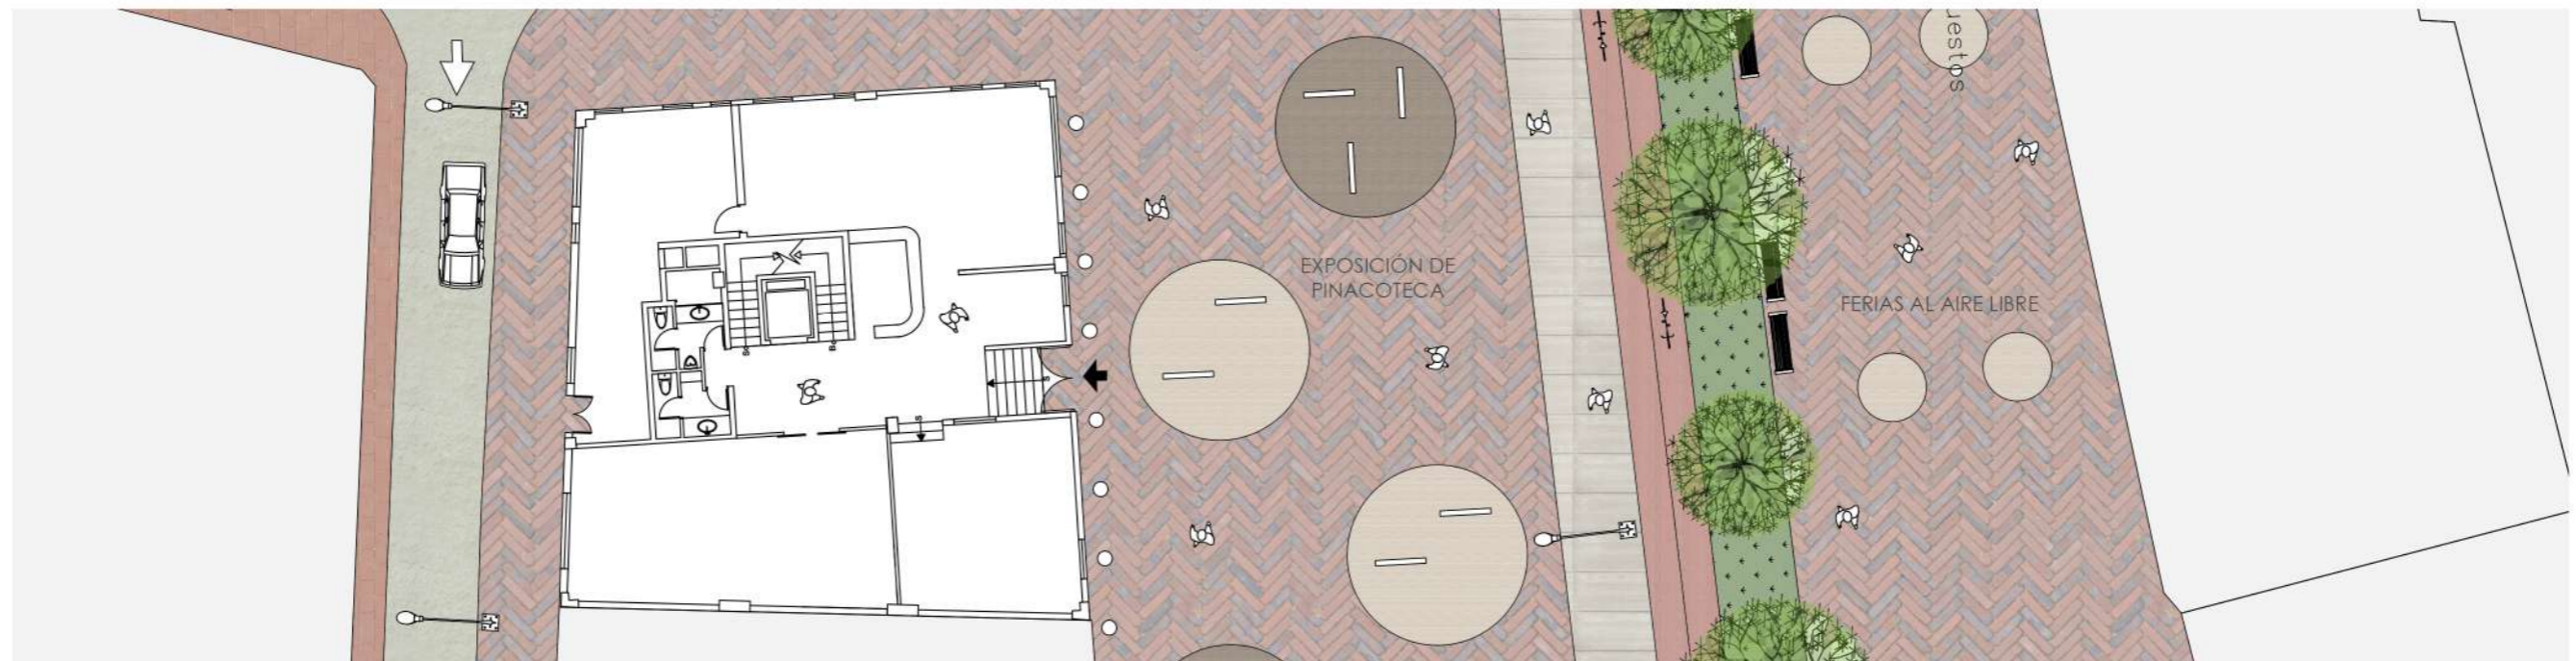 uestos
EXPOSICIÓN DE
PINACOTECA
FERIAS AL AIRE LIBRE
S
S